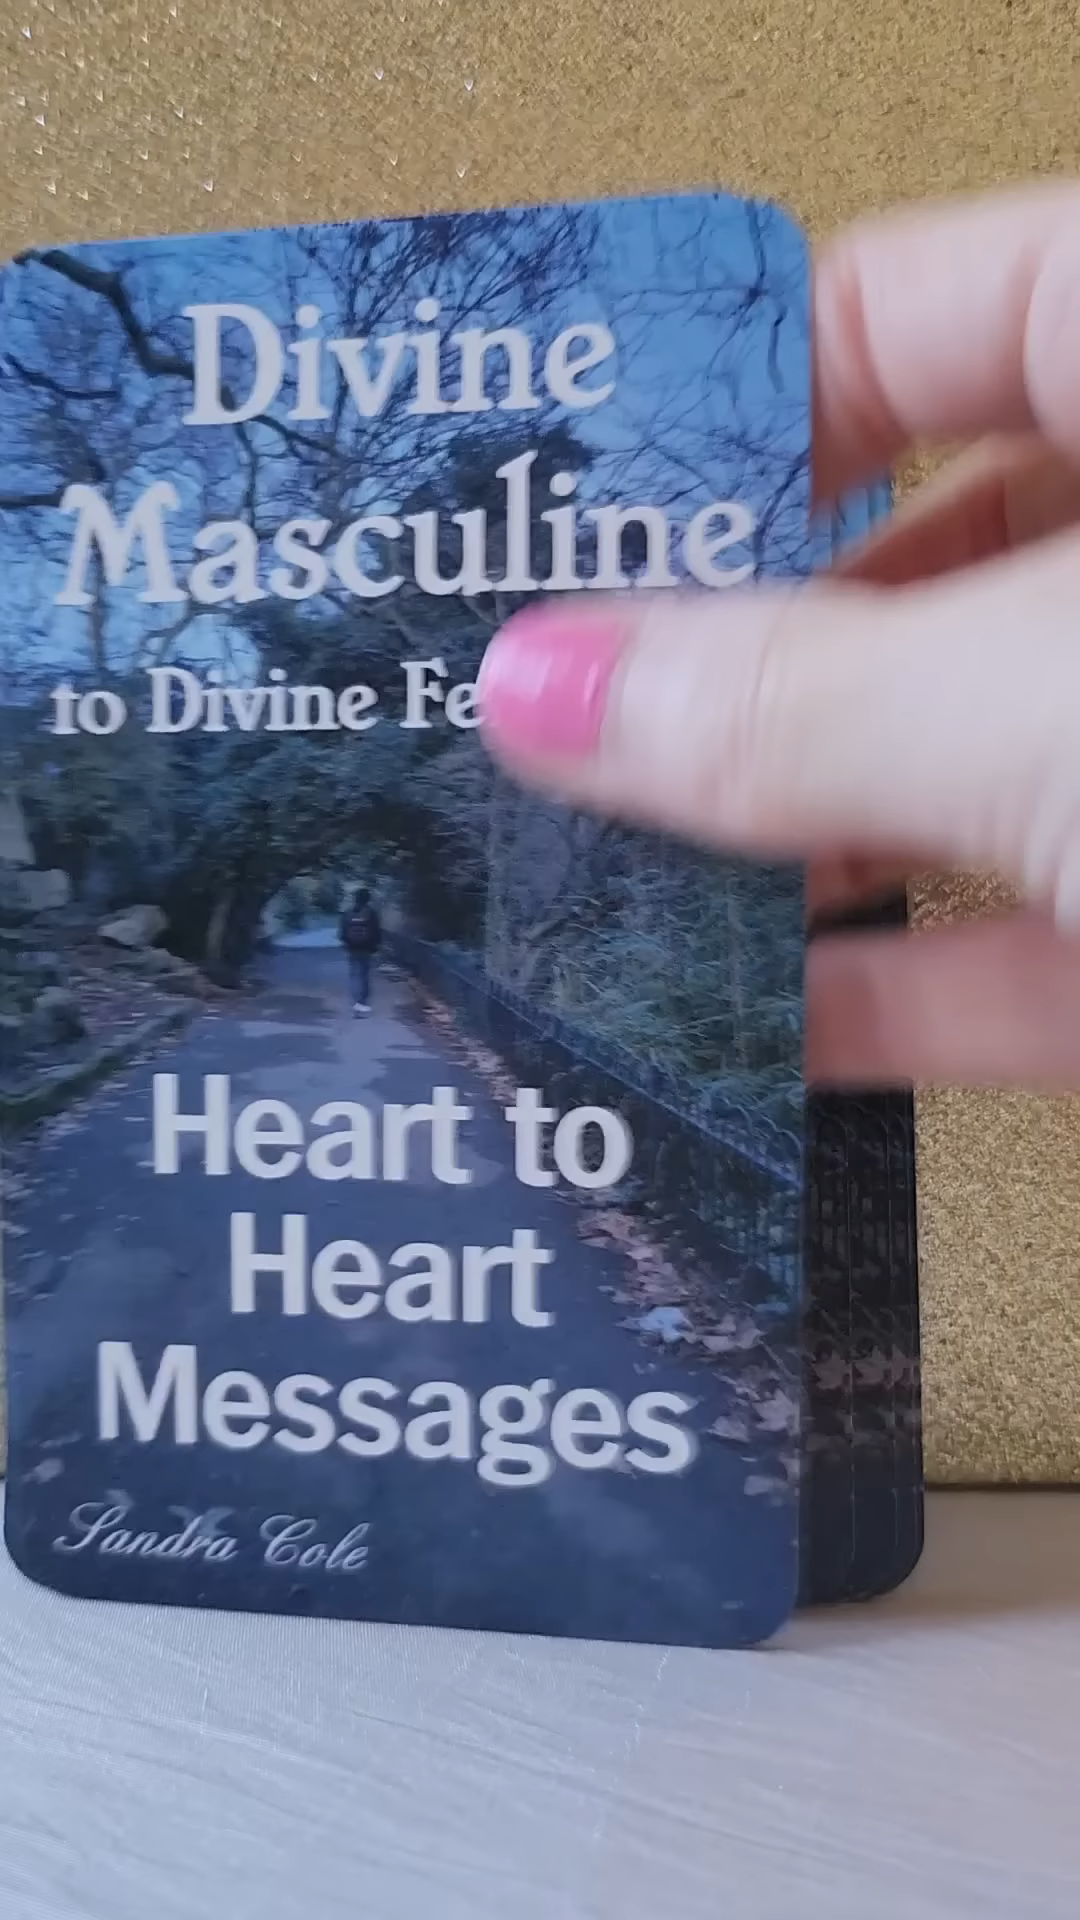 Divine
Masculine
to Divine Fe
Heart to
Heart
Messages
Sandra Cole